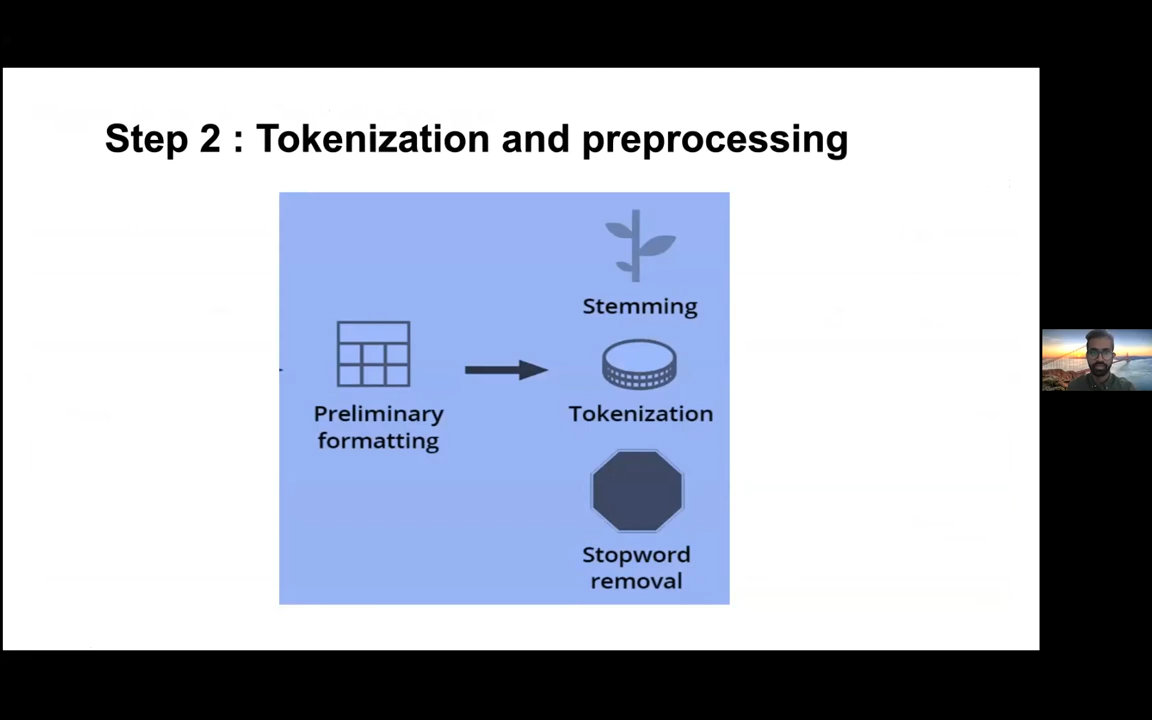 Step 2 : Tokenization and preprocessing
Stemming
Preliminary
formatting
Tokenization
Stopword
removal